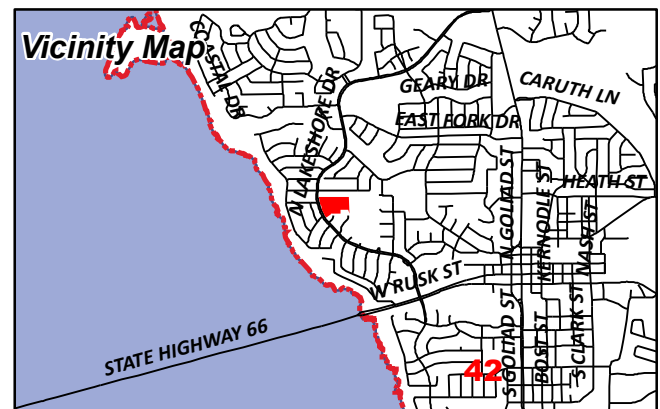 Vicinity Map
COASTAL DR
N LAKESHORE DR
GEARY DR
CARUTH LN
EAST FORK DR
N GOLIAD ST
KERNODLE ST
HEATH ST
NASH ST
W RUSK ST
STATE HIGHWAY 66
S GOLIAD ST
BOST ST
S CLARK ST
42